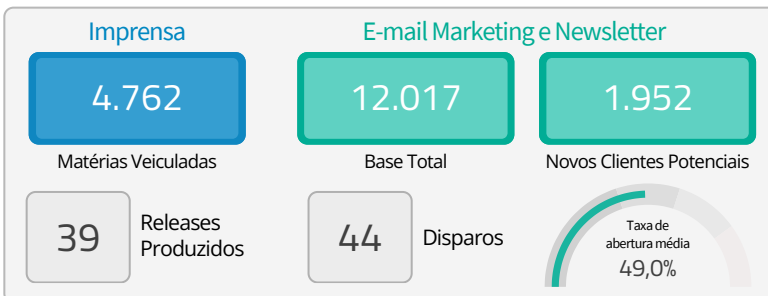 Imprensa
4.762
Matérias Veiculadas
39
Releases
Produzidos
E-mail Marketing e Newsletter
12.017
Base Total
1.952
Novos Clientes Potenciais
44
Disparos
Taxa de
abertura média
49,0%